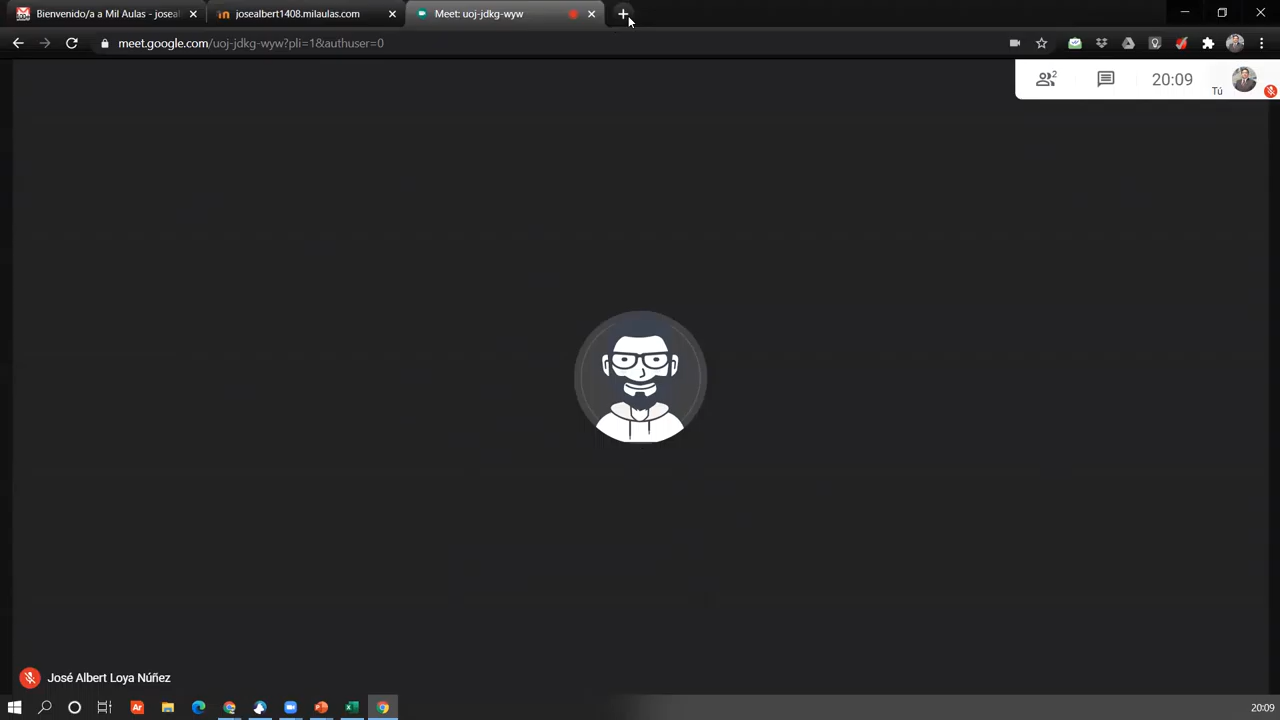 Bienvenido/a a Mil Aulas - joseal
josealbert1408.milaulas.com
Meet: uoj-jdkg-wyw
meet.google.com/uoj-jdkg-wyw?pli=1&authuser=0
2
20:09
Tú
José Albert Loya Núñez
Ar
20:09